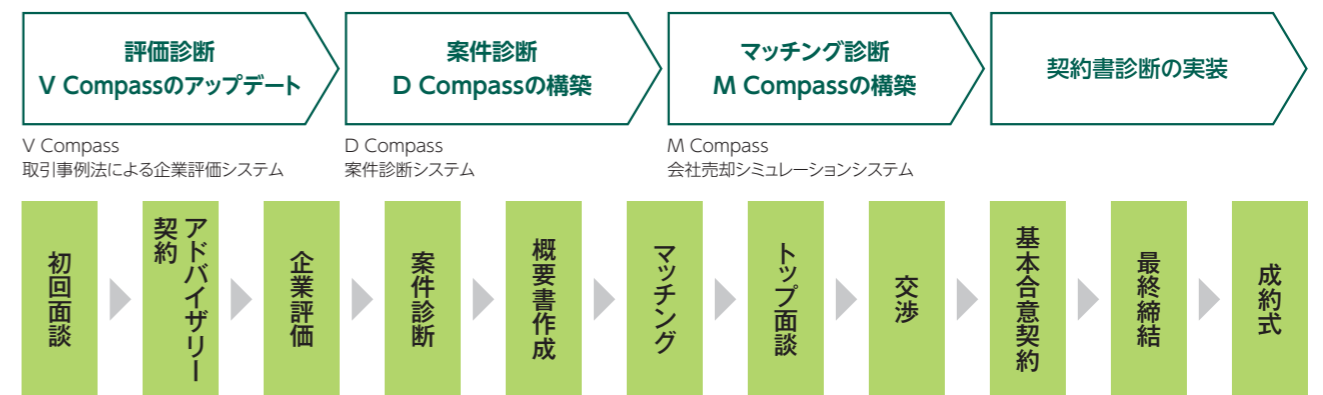 評価診断
V Compassのアップデート
案件診断
D Compassの構築
マッチング診断
M Compassの構築
契約書診断の実装
V Compass
取引事例法による企業評価システム
D Compass
案件診断システム
M Compass
会社売却シミュレーションシステム
初回面談
アドバイザリー
契約
企業評価
案件診断
概要書作成
マッチング
トップ面談
交渉
基本合意契約
最終締結
成約式